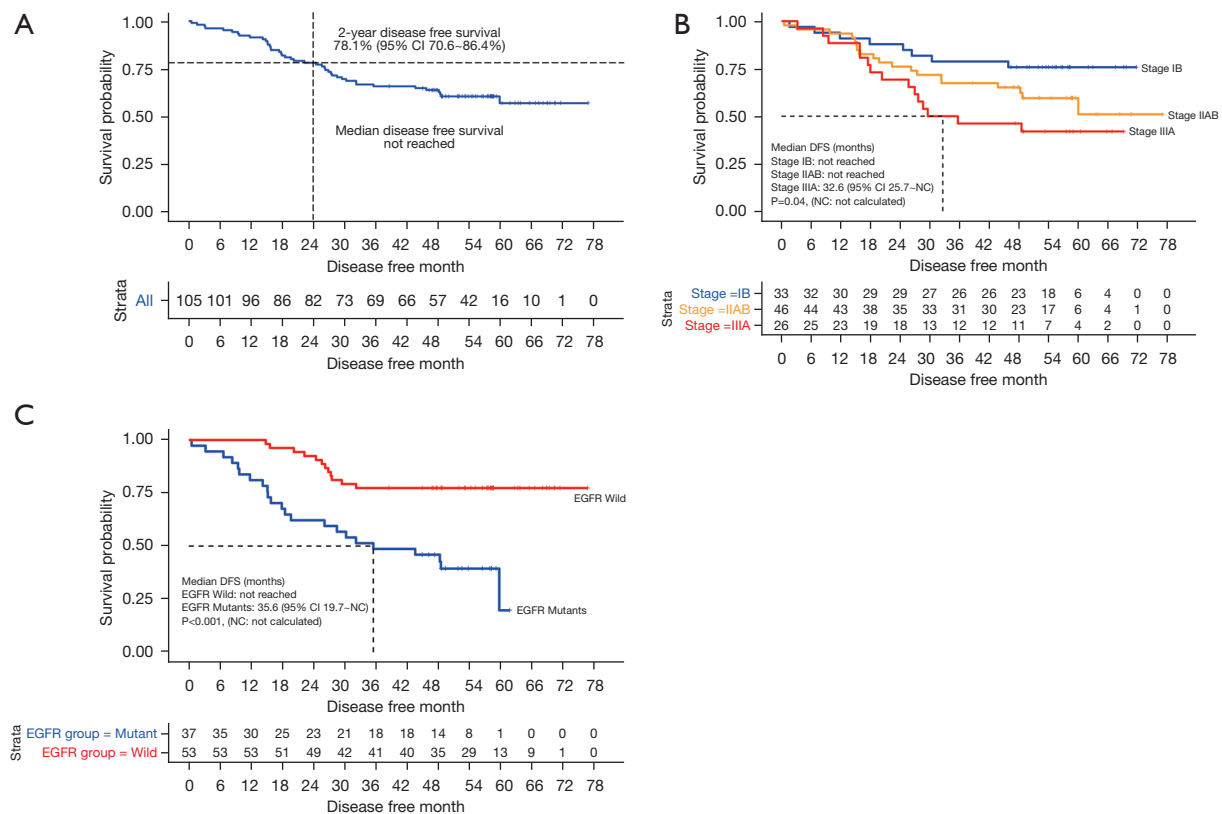 A
1.00
0.75
0.50
0.25
0.00
Survival probability
2-year disease free survival
78.1% (95% CI 70.6~86.4%)
Median disease free survival
not reached
0 6 12 18 24 30 36 42 48 54 60 66 72 78
Disease free month
Strata
All 105 101 96 86 82 73 69 66 57 42 16 10 1 0
0 6 12 18 24 30 36 42 48 54 60 66 72 78
Disease free month
B
1.00
0.75
0.50
0.25
0.00
Survival probability
Stage IB
Stage IIAB
Stage IIIA
Median DFS (months)
Stage IB: not reached
Stage IIAB: not reached
Stage IIIA: 32.6 (95% CI 25.7~NC)
P=0.04, (NC: not calculated)
0 6 12 18 24 30 36 42 48 54 60 66 72 78
Disease free month
Strata
Stage =IB 33 32 30 29 29 27 26 26 23 18 6 4 0 0
Stage =IIAB 46 44 43 38 35 33 31 30 23 17 6 4 1 0
Stage =IIIA 26 25 23 19 18 13 12 12 11 7 4 2 0 0
0 6 12 18 24 30 36 42 48 54 60 66 72 78
Disease free month
C
1.00
0.75
0.50
0.25
0.00
Survival probability
EGFR Wild
EGFR Mutants
Median DFS (months)
EGFR Wild: not reached
EGFR Mutants: 35.6 (95% CI 19.7~NC)
P<0.001, (NC: not calculated)
0 6 12 18 24 30 36 42 48 54 60 66 72 78
Disease free month
Strata
EGFR group = Mutant 37 35 30 25 23 21 18 18 14 8 1 0 0 0
EGFR group = Wild 53 53 53 51 49 42 41 40 35 29 13 9 1 0
0 6 12 18 24 30 36 42 48 54 60 66 72 78
Disease free month